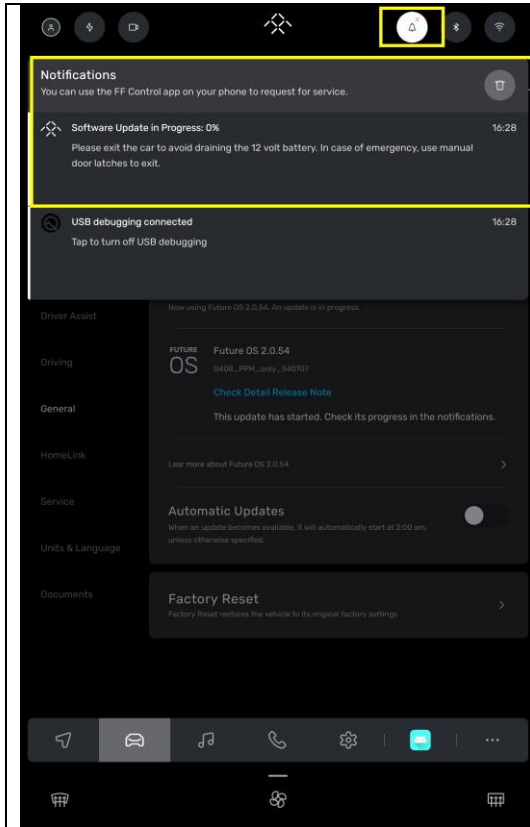 Notifications
You can use the FF Control app on your phone to request for service.
Software Update in Progress: 0%
16:28
Please exit the car to avoid draining the 12 volt battery. In case of emergency, use manual
door latches to exit.
USB debugging connected
16:28
Tap to turn off USB debugging
Driver Assist
Now using Future OS 2.0.54. An update is in progress.
Driving
FUTURE
OS
Future OS 2.0.54
G408_PPM_only_S40707
Check Detail Release Note
This update has started. Check its progress in the notifications.
General
HomeLink
Lear more about Future OS 2.0.54
Service
Automatic Updates
When an update becomes available, it will automatically start at 2:00 am,
unless otherwise specified.
Units & Language
Documents
Factory Reset
Factory Reset restores the vehicle to its original factory settings